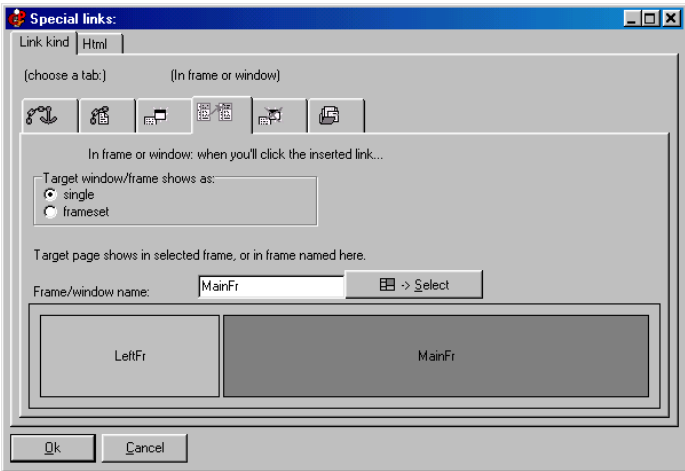 Special links:
Link kind Html
(choose a tab:) (In frame or window)
In frame or window: when you'll click the inserted link...
Target window/frame shows as:
single
frameset
Target page shows in selected frame, or in frame named here.
Frame/window name: MainFr -> Select
LeftFr MainFr
Ok Cancel